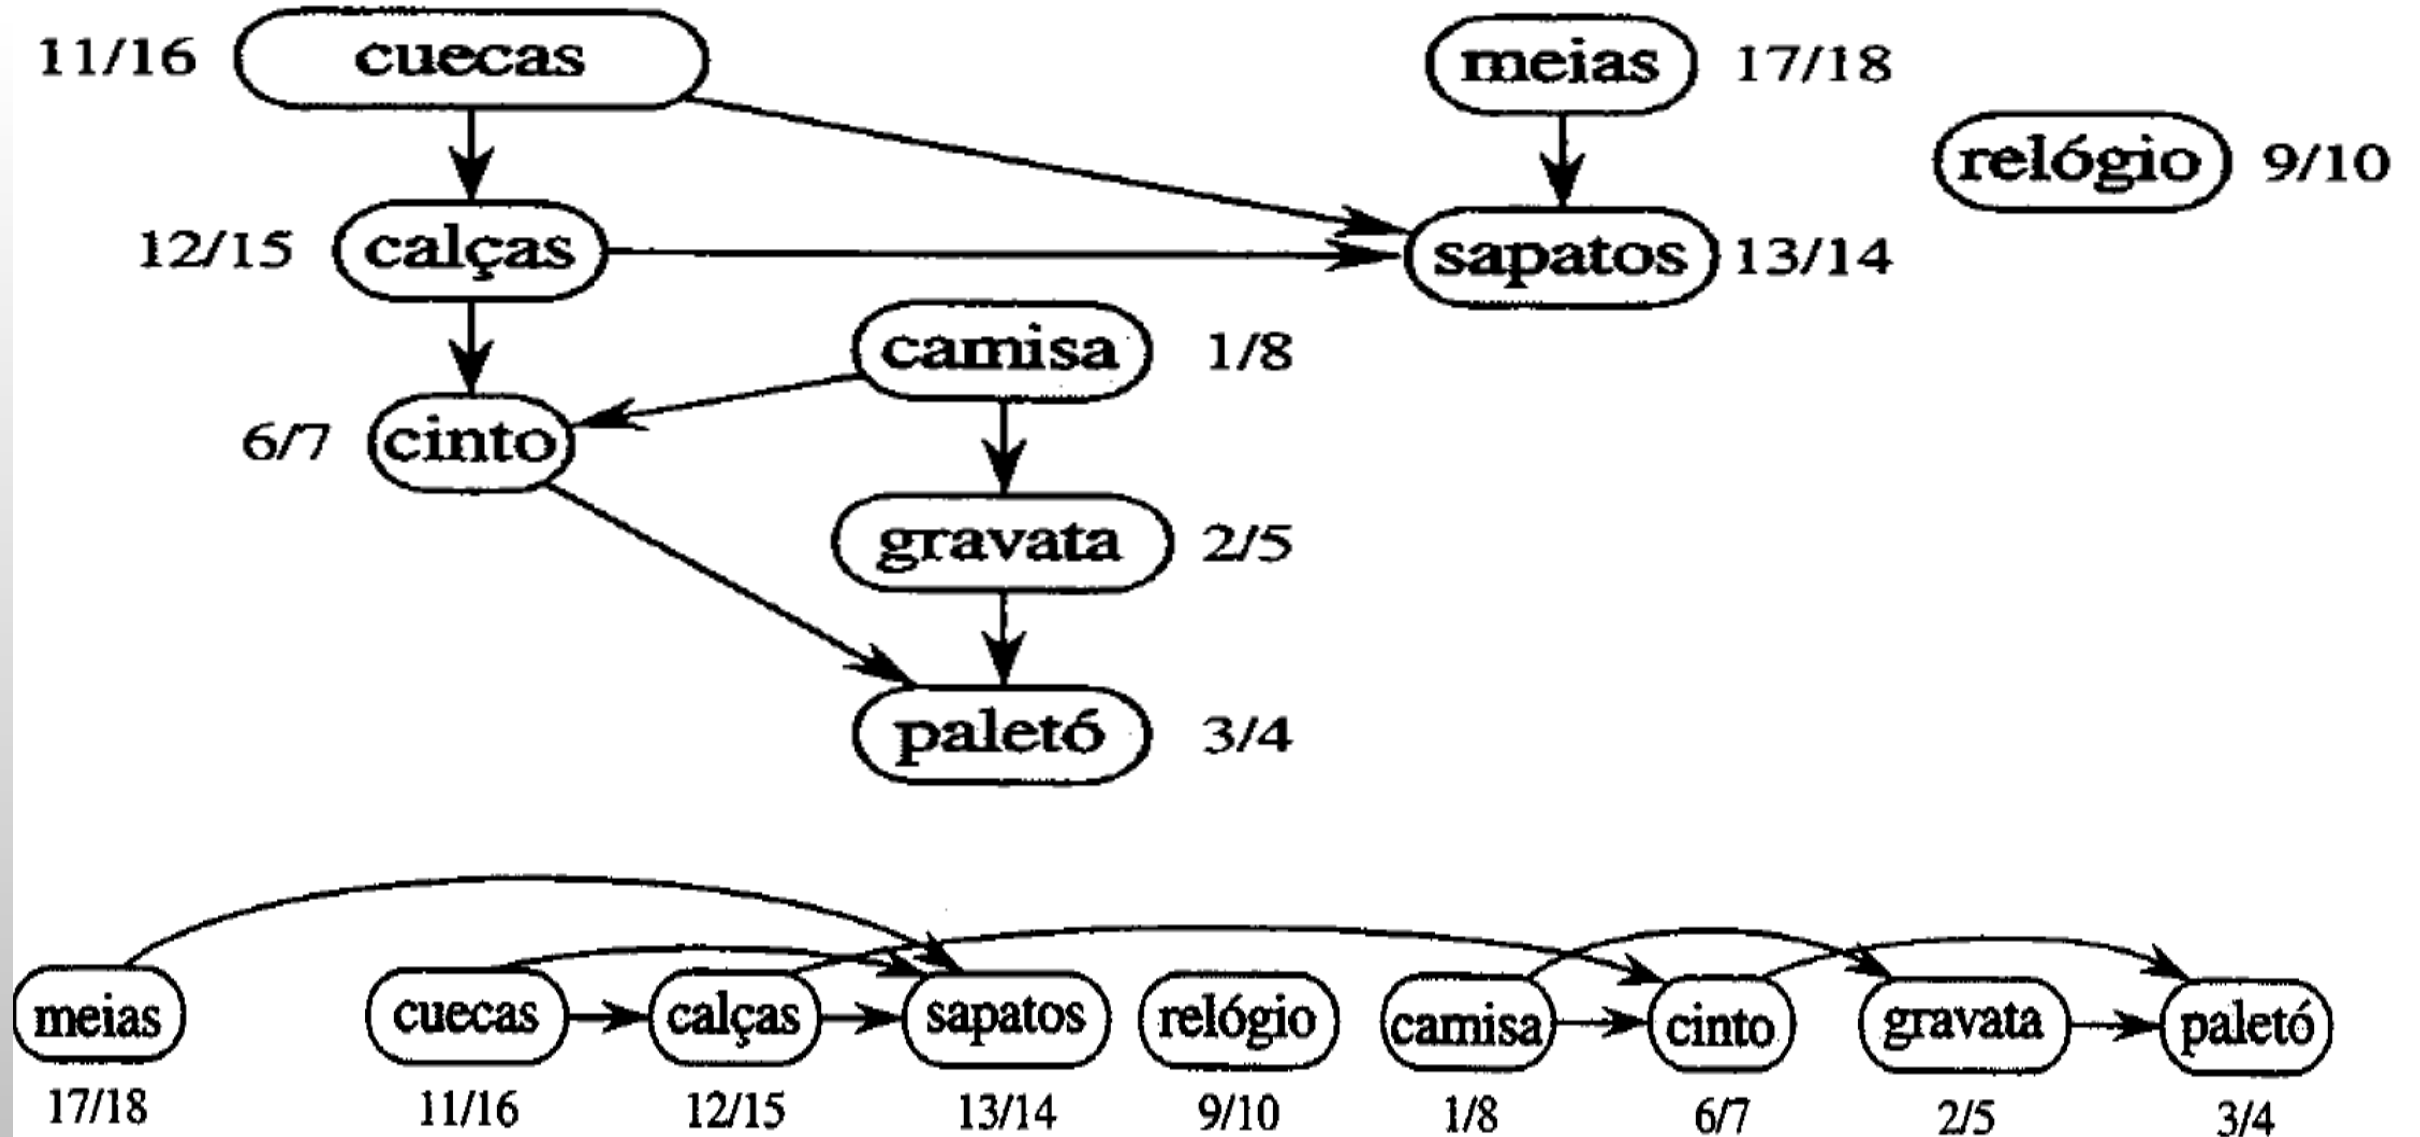 11/16 cuecas meias 17/18
relógio 9/10
12/15 calças sapatos 13/14
camisa 1/8
6/7 cinto
gravata 2/5
paletó 3/4
meias cuecas calças sapatos relógio camisa cinto gravata paletó
17/18 11/16 12/15 13/14 9/10 1/8 6/7 2/5 3/4